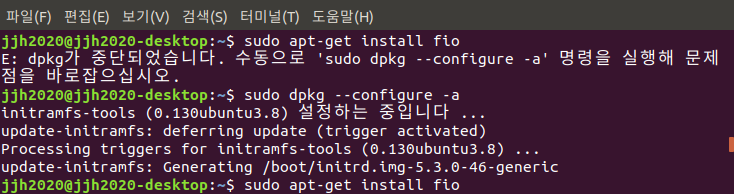 파일(F) 편집(E) 보기(V) 검색(S) 터미널(T) 도움말(H)
jjh2020@jjh2020-desktop:~$ sudo apt-get install fio
E: dpkg가 중단되었습니다. 수동으로 'sudo dpkg --configure -a' 명령을 실행해 문제
점을 바로잡으십시오.
jjh2020@jjh2020-desktop:~$ sudo dpkg --configure -a
initramfs-tools (0.130ubuntu3.8) 설정하는 중입니다 ...
update-initramfs: deferring update (trigger activated)
Processing triggers for initramfs-tools (0.130ubuntu3.8) ...
update-initramfs: Generating /boot/initrd.img-5.3.0-46-generic
jjh2020@jjh2020-desktop:~$ sudo apt-get install fio